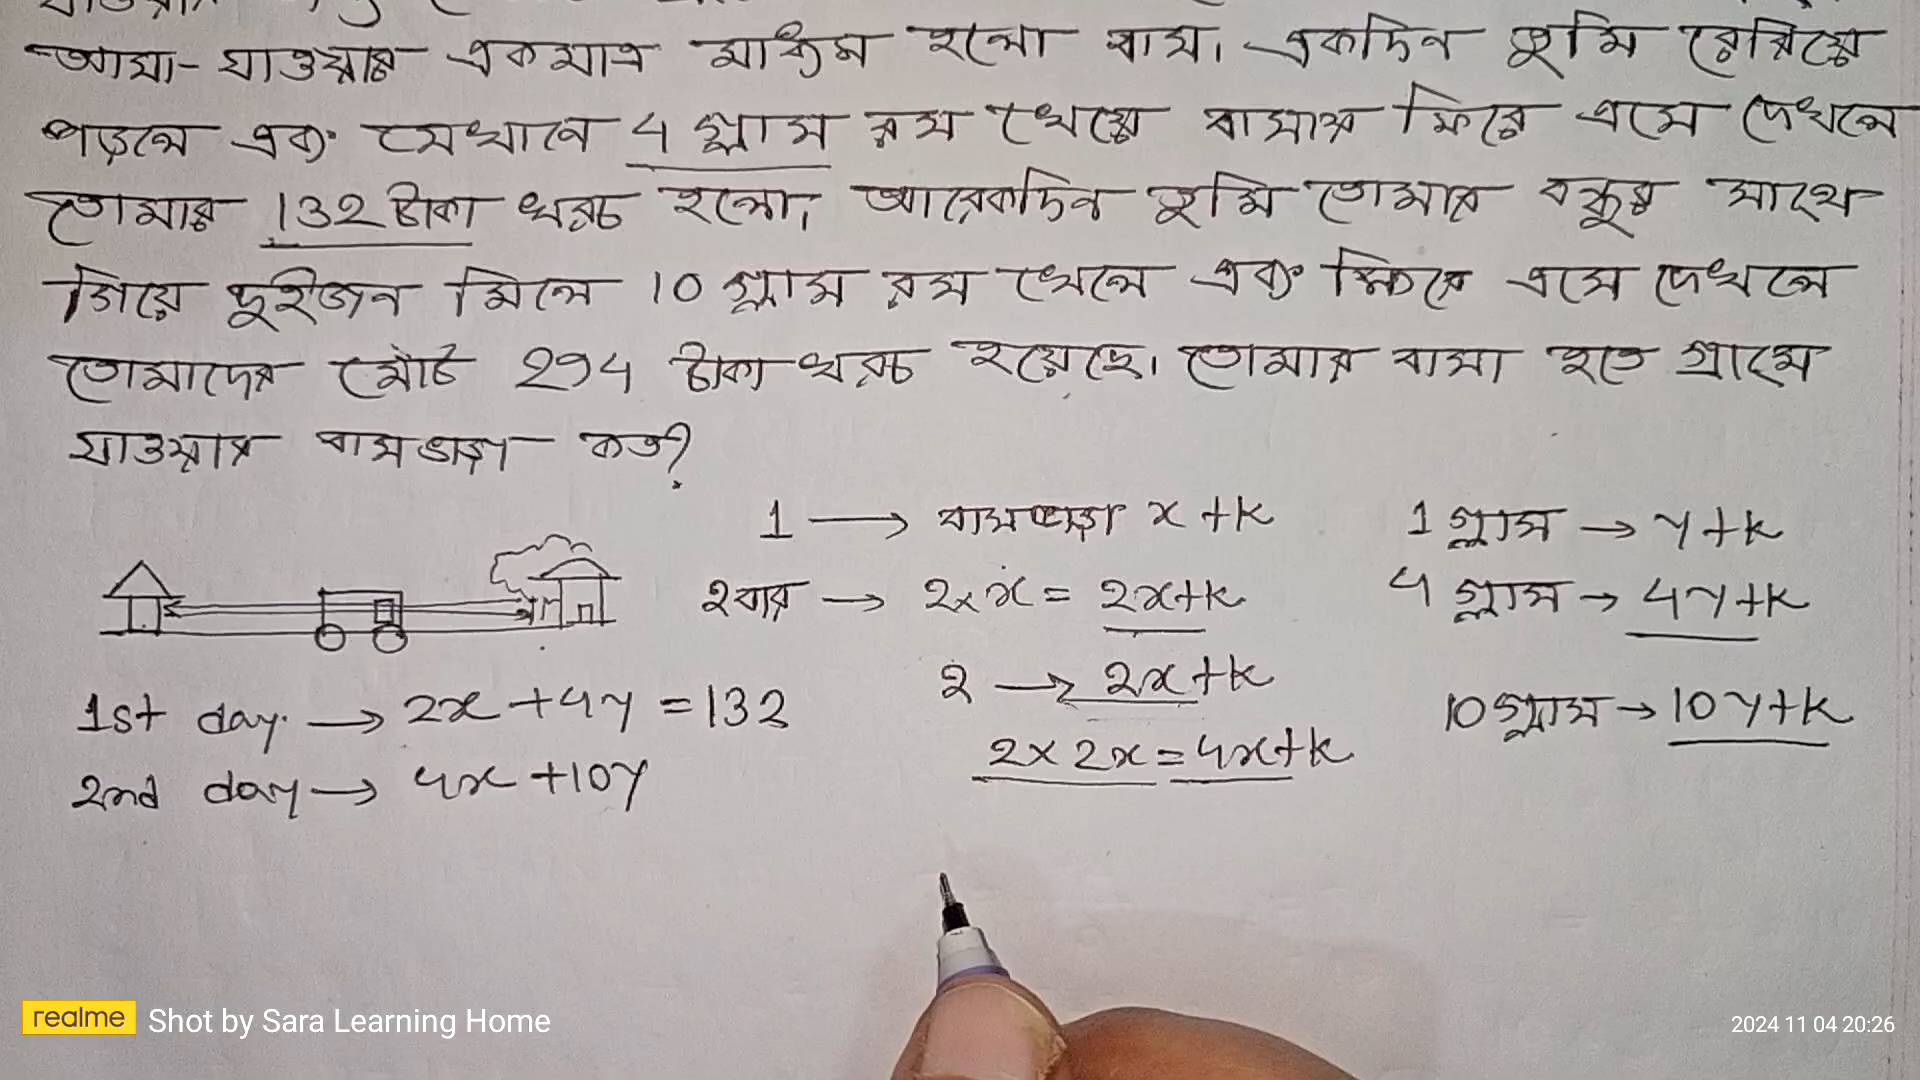 আসা-যাওয়ার একমাত্র মাধ্যম হলো বাস। একদিন তুমি বেরিয়ে
পড়লে এবং সেখানে 4 গ্লাস রস খেয়ে বাসায় ফিরে এসে দেখলে
তোমার 132 টাকা খরচ হলো, আরেকদিন তুমি তোমার বন্ধুর সাথে
গিয়ে দুইজন মিলে 10 গ্লাস রস খেলে এবং ফিরে এসে দেখলে
তোমাদের মোট 294 টাকা খরচ হয়েছে। তোমার বাসা হতে গ্রামে
যাওয়ার বাসভাড়া কত?
1 → বাসভাড়া x+k
1 গ্লাস → y+k
2বার → 2×x = 2x+k
4 গ্লাস → 4y+k
2 → 2x+k
10 গ্লাস → 10y+k
1st day. → 2x+4y = 132
2×2x = 4x+k
2nd day → 4x+10y
realme Shot by Sara Learning Home
2024 11 04 20:26